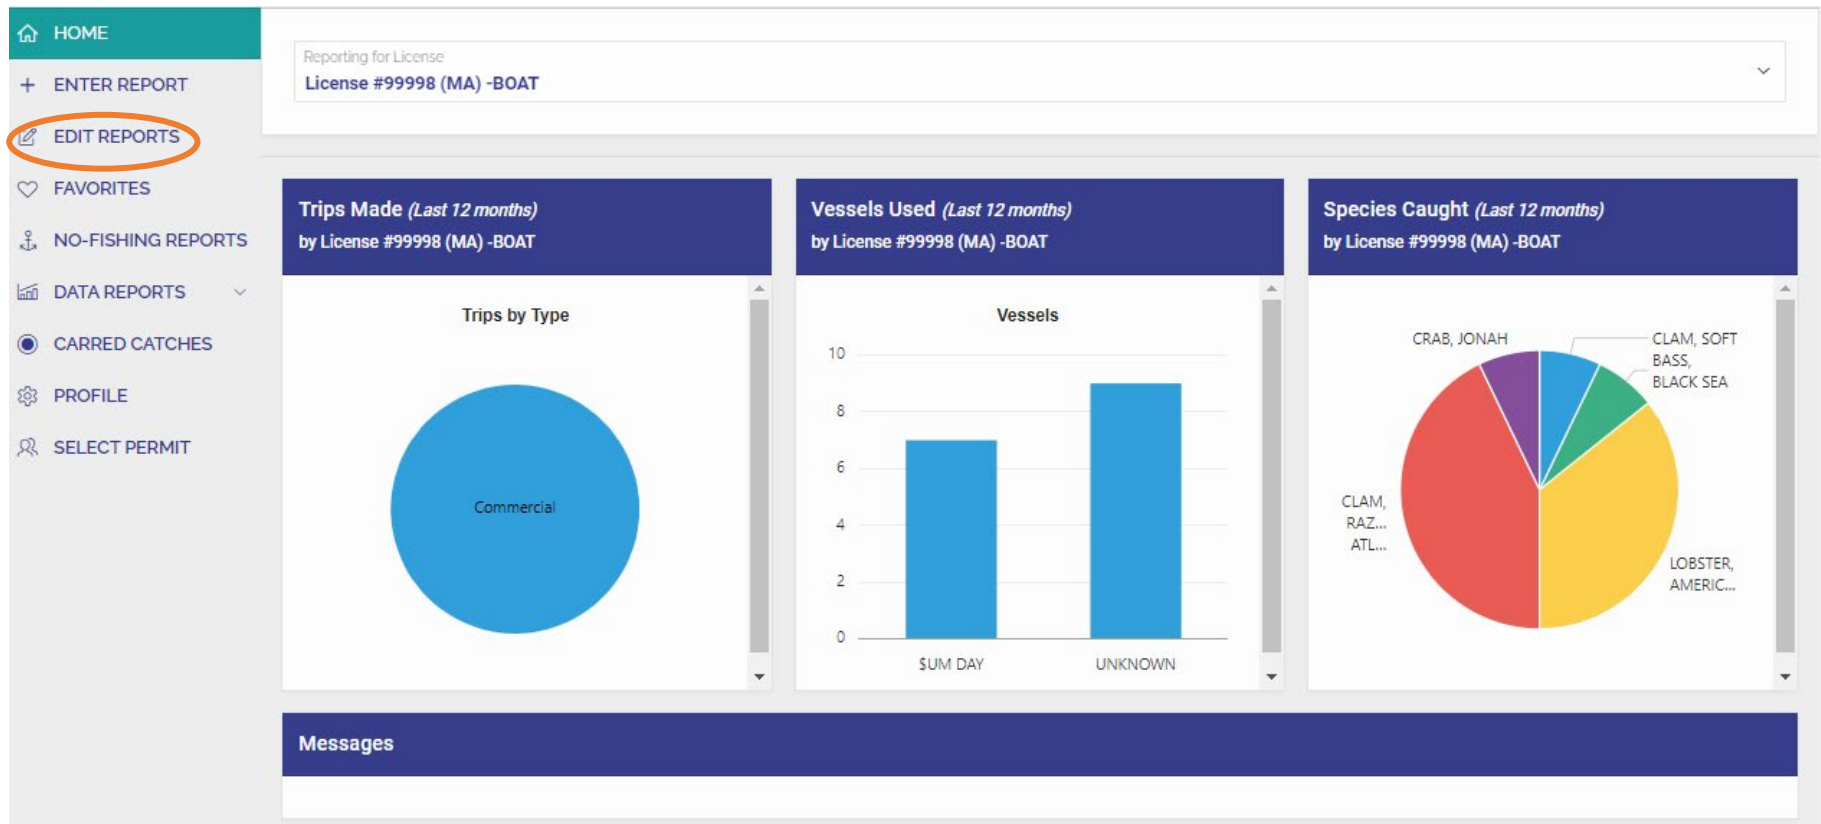 HOME
ENTER REPORT
EDIT REPORTS
FAVORITES
NO-FISHING REPORTS
DATA REPORTS
CARRED CATCHES
PROFILE
SELECT PERMIT
Reporting for License
License #99998 (MA) -BOAT
Trips Made (Last 12 months)
by License #99998 (MA) -BOAT
Trips by Type
Commercial
Vessels Used (Last 12 months)
by License #99998 (MA) -BOAT
Vessels
10
8
6
4
2
0
$UM DAY
UNKNOWN
Species Caught (Last 12 months)
by License #99998 (MA) -BOAT
CRAB, JONAH
CLAM, SOFT
BASS,
BLACK SEA
CLAM,
RAZ...
ATL...
LOBSTER,
AMERIC...
Messages